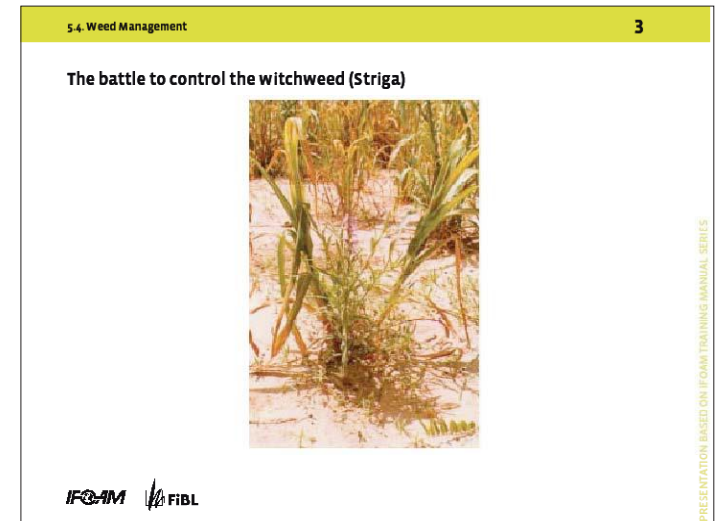 5.4. Weed Management
3
The battle to control the witchweed (Striga)
PRESENTATION BASED ON IFOAM TRAINING MANUAL SERIES
IFOAM
FiBL